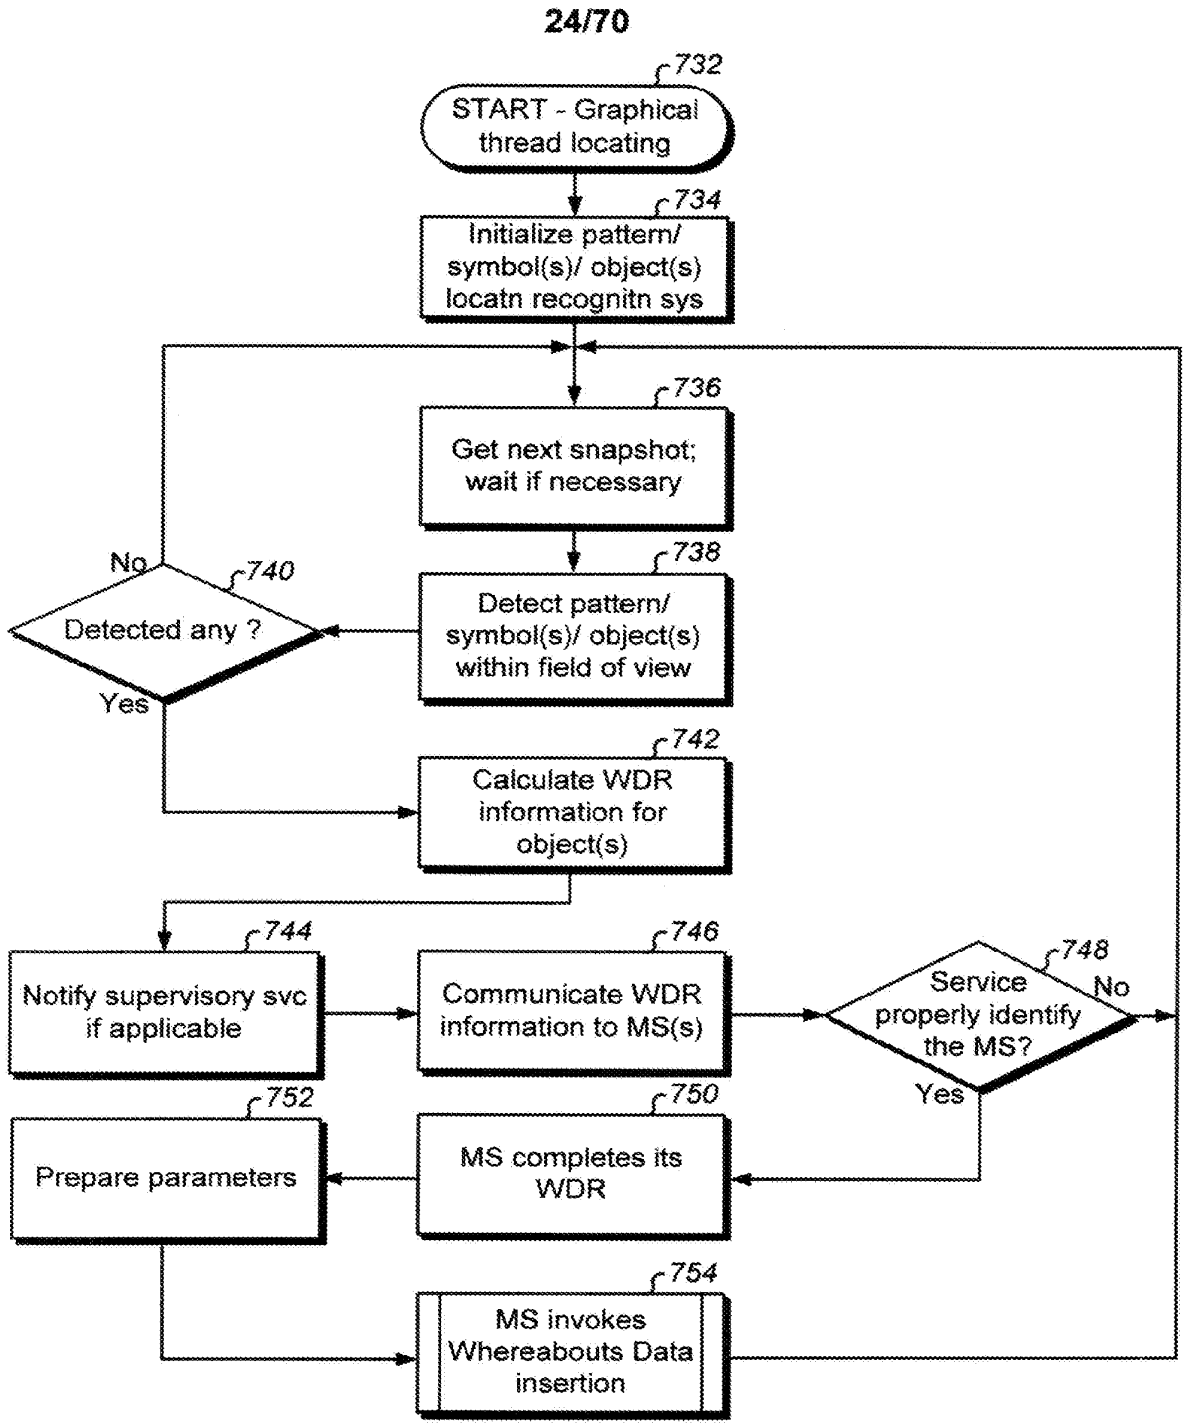 24/70
732
START - Graphical
thread locating
734
Initialize pattern/
symbol(s)/ object(s)
locatn recognitn sys
736
Get next snapshot;
wait if necessary
738
Detect pattern/
symbol(s)/ object(s)
within field of view
No
740
Detected any ?
Yes
742
Calculate WDR
information for
object(s)
744
Notify supervisory svc
if applicable
746
Communicate WDR
information to MS(s)
748
Service
properly identify
the MS?
No
Yes
750
MS completes its
WDR
752
Prepare parameters
754
MS invokes
Whereabouts Data
insertion